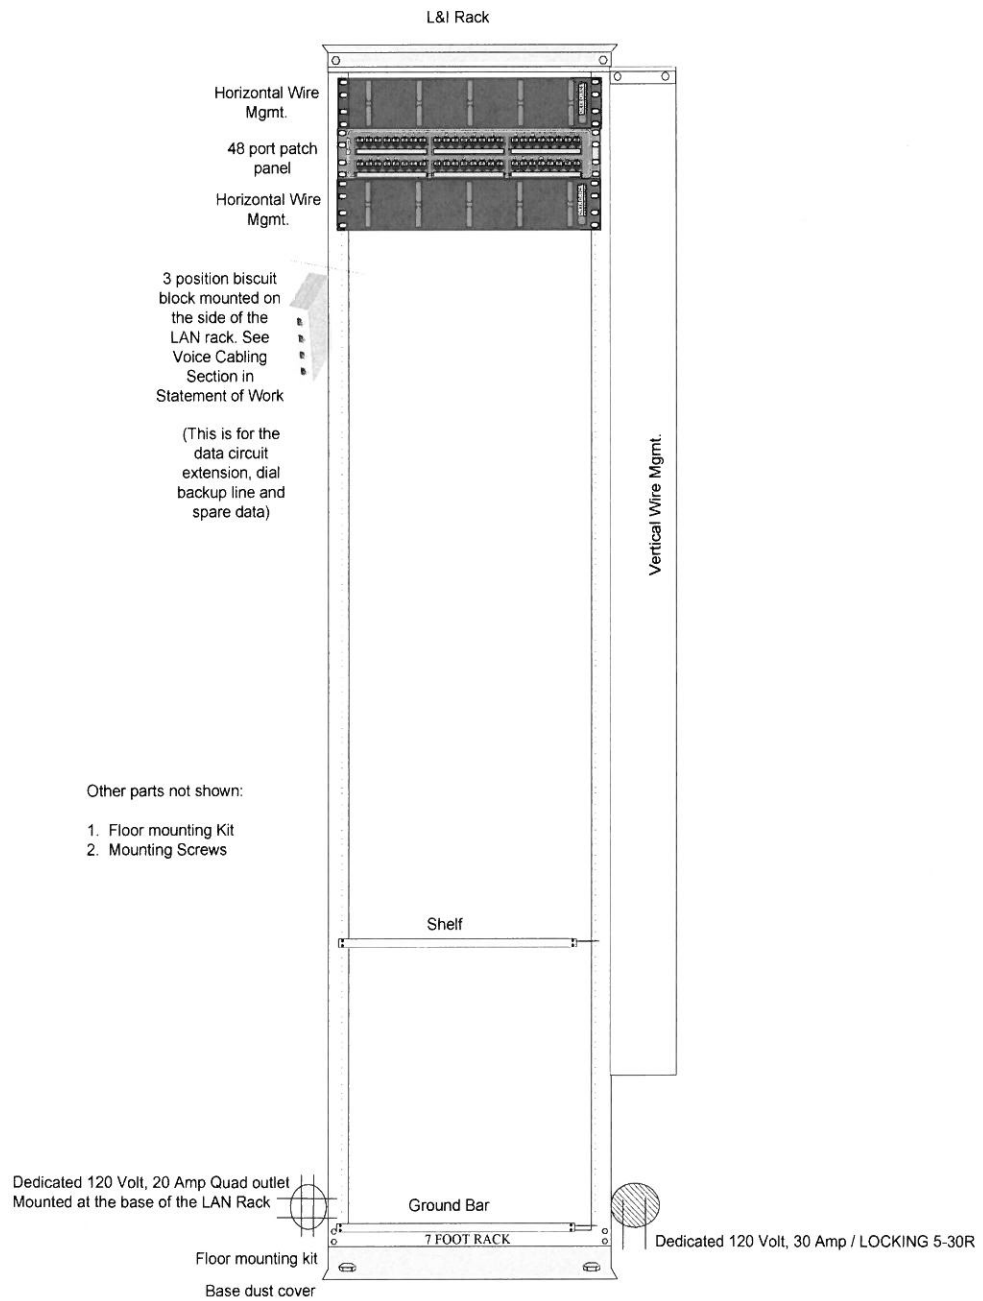 L&I Rack
Horizontal Wire
Mgmt.
48 port patch
panel
Horizontal Wire
Mgmt.
3 position biscuit
block mounted on
the side of the
LAN rack. See
Voice Cabling
Section in
Statement of Work
(This is for the
data circuit
extension, dial
backup line and
spare data)
Vertical Wire Mgmt.
Other parts not shown:
1. Floor mounting Kit
2. Mounting Screws
Shelf
Dedicated 120 Volt, 20 Amp Quad outlet
Mounted at the base of the LAN Rack
Ground Bar
7 FOOT RACK
Dedicated 120 Volt, 30 Amp / LOCKING 5-30R
Floor mounting kit
Base dust cover